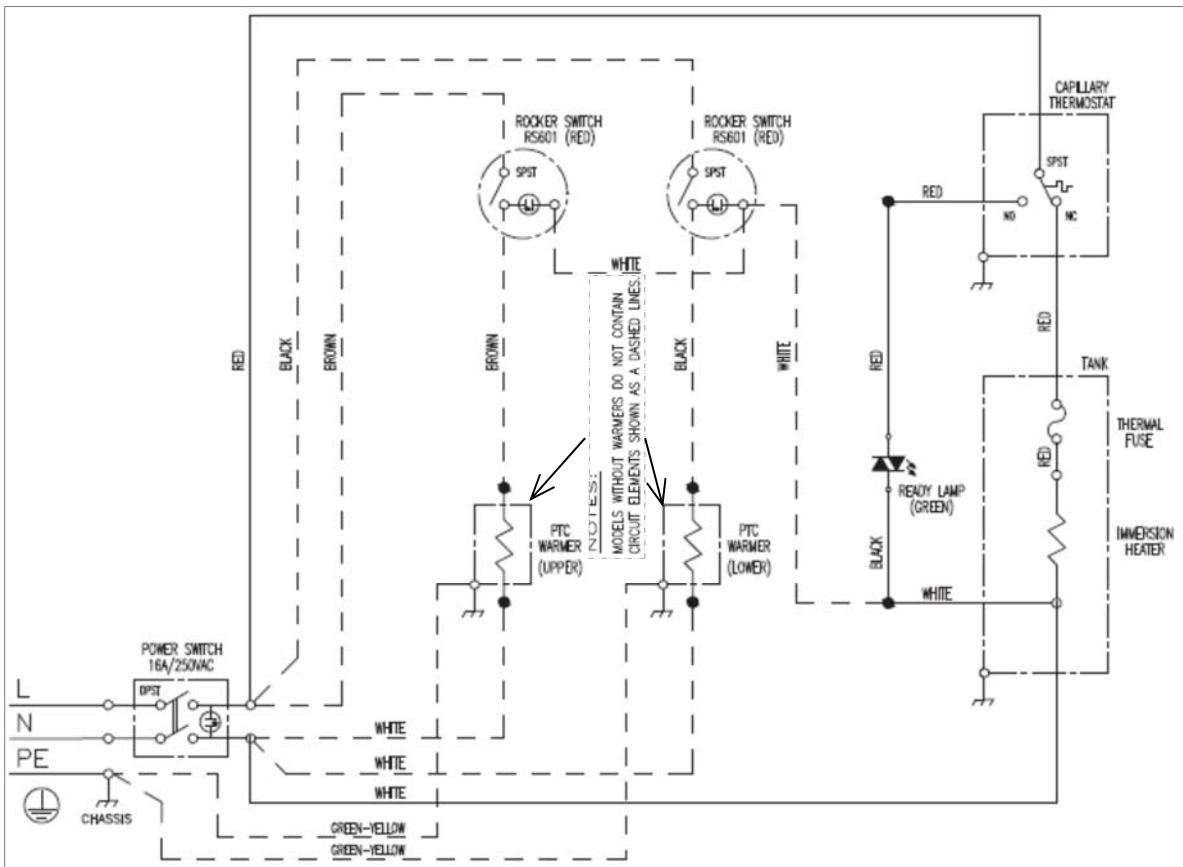 CAPILLARY
THERMOSTAT
ROCKER SWITCH
RS601 (RED)
ROCKER SWITCH
RS601 (RED)
SPST
SPST
SPST
RED
NO
NC
WHITE
NOTES:
MODELS WITHOUT WARMERS DO NOT CONTAIN
CIRCUIT ELEMENTS SHOWN AS A DASHED LINES.
RED
BLACK
BROWN
BROWN
BLACK
WHITE
RED
RED
TANK
THERMAL
FUSE
RED
READY LAMP
(GREEN)
PTC
WARMER
(UPPER)
PTC
WARMER
(LOWER)
BLACK
IMMERSION
HEATER
WHITE
POWER SWITCH
16A/250VAC
DPST
L
N
PE
WHITE
WHITE
WHITE
CHASSIS
GREEN-YELLOW
GREEN-YELLOW